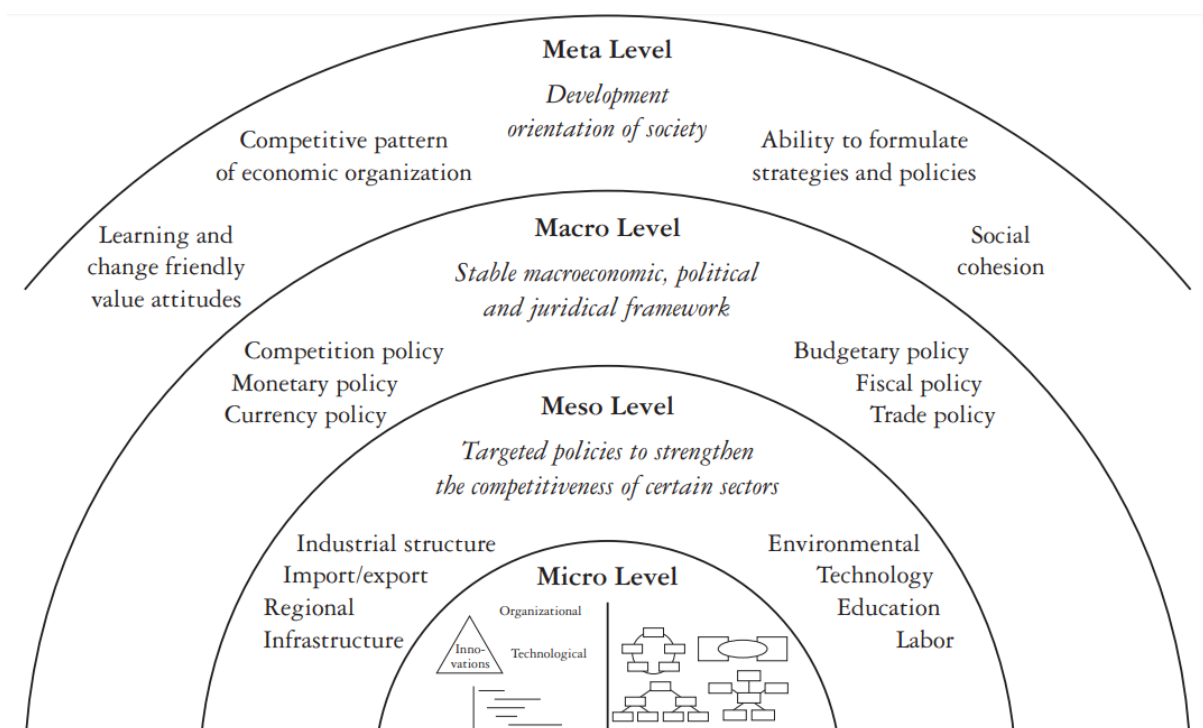 Meta Level
Development
orientation of society
Competitive pattern
of economic organization
Ability to formulate
strategies and policies
Learning and
change friendly
value attitudes
Social
cohesion
Macro Level
Stable macroeconomic, political
and juridical framework
Competition policy
Monetary policy
Currency policy
Budgetary policy
Fiscal policy
Trade policy
Meso Level
Targeted policies to strengthen
the competitiveness of certain sectors
Industrial structure
Import/export
Regional
Infrastructure
Environmental
Technology
Education
Labor
Micro Level
Organizational
Inno-
vations
Technological